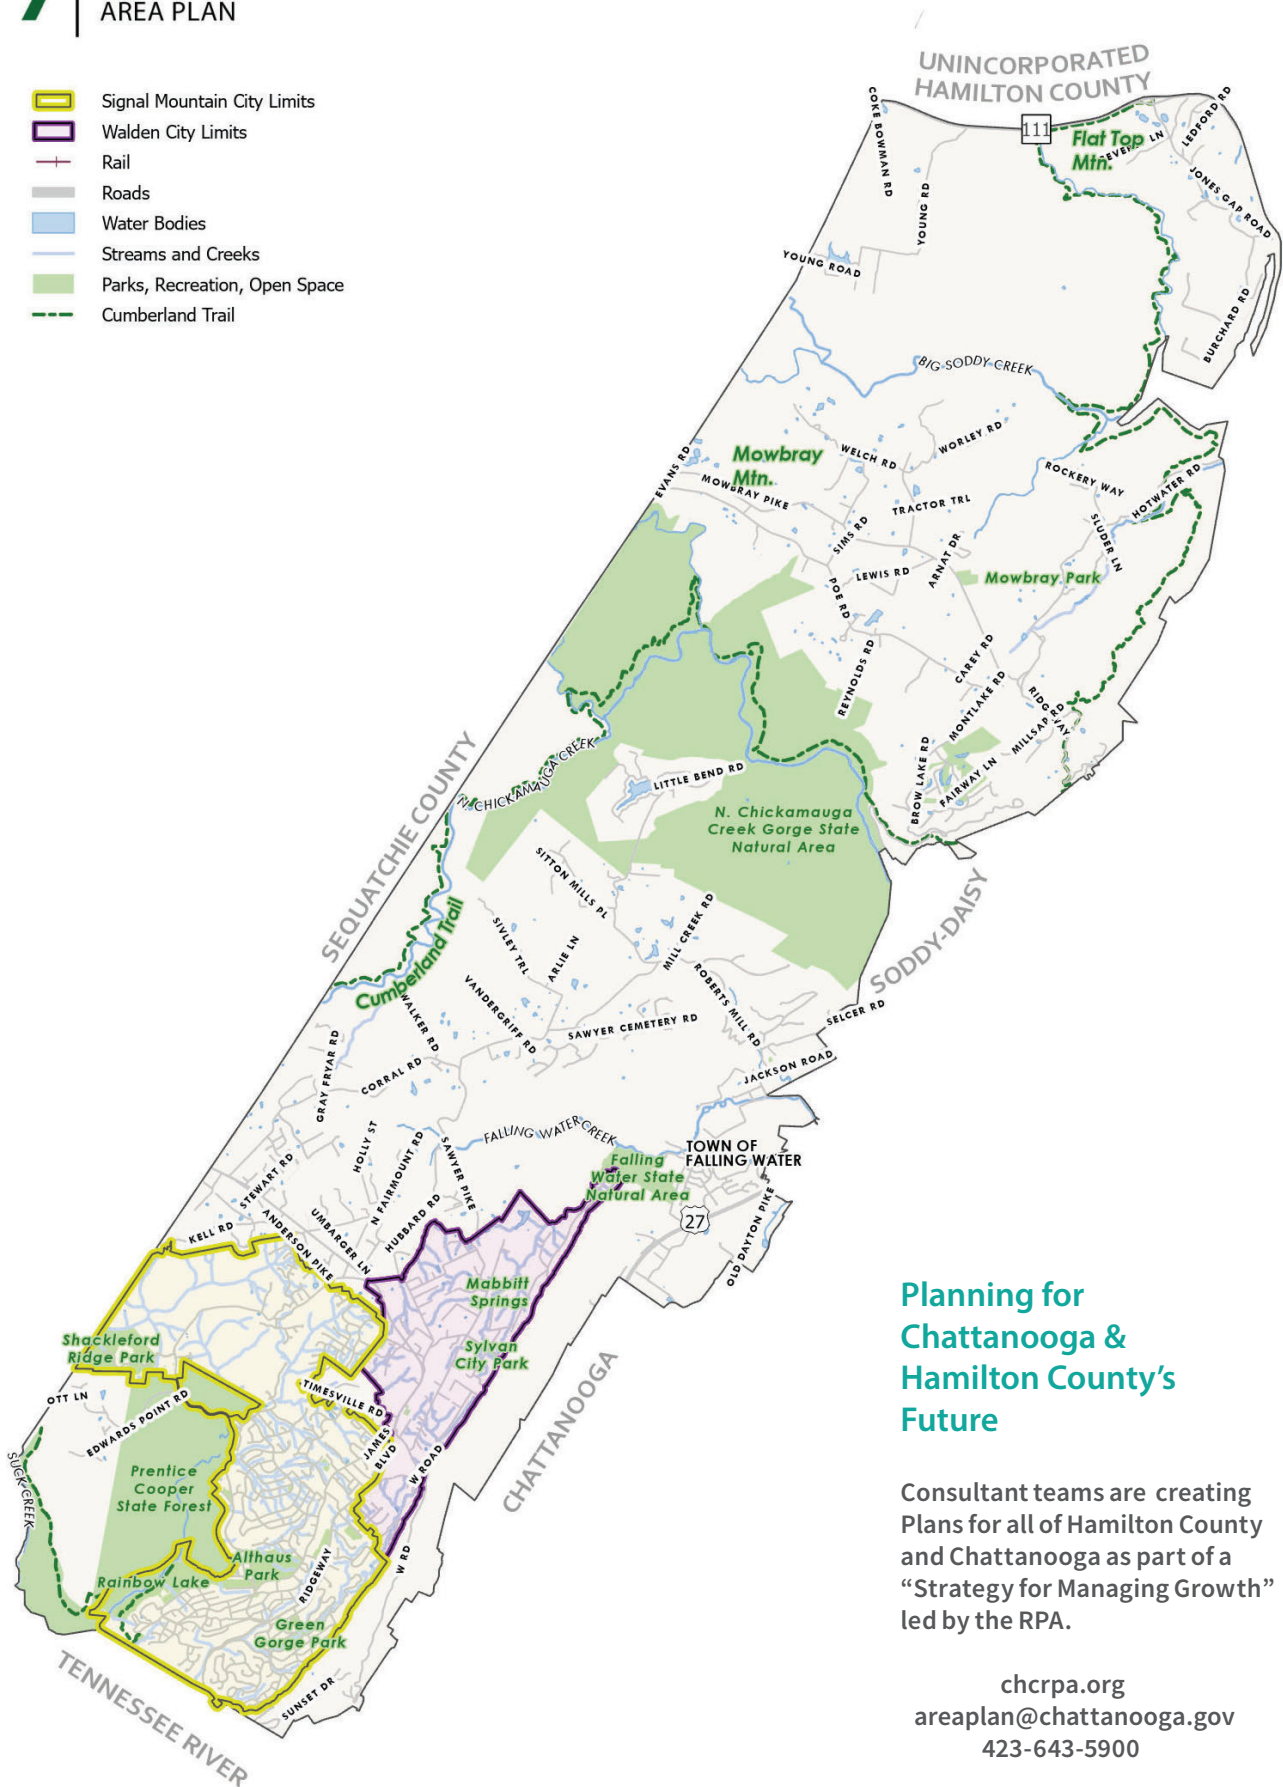 AREA PLAN
Signal Mountain City Limits
Walden City Limits
Rail
Roads
Water Bodies
Streams and Creeks
Parks, Recreation, Open Space
Cumberland Trail
UNINCORPORATED
HAMILTON COUNTY
COKE BOWMAN RD
111
Flat Top
Mtn.
LN
LEDFORD RD
JONES GAP ROAD
YOUNG RD
YOUNG ROAD
BURCHARD RD
BIG SODDY CREEK
EVANS RD
Mowbray
Mtn.
MOWBRAY PIKE
WELCH RD
WORLEY RD
ROCKERY WAY
HOTWATER RD
TRACTOR TRL
SIMS RD
SLUDER LN
ARNAT DR
LEWIS RD
POE RD
Mowbray Park
REYNOLDS RD
CAREY RD
MONTLAKE RD
RIDGEWAY
MILLSAP RD
BROW LAKE RD
FAIRWAY LN
SEQUATCHIE COUNTY
N. CHICKAMAUGA CREEK
LITTLE BEND RD
N. Chickamauga
Creek Gorge State
Natural Area
SITTON MILLS PL
SODDY-DAISY
Cumberland Trail
SIVLEY TRL
ARLIE LN
MILL CREEK RD
ROBERTS MILL RD
VANDERGRIFF RD
WALKER RD
SAWYER CEMETERY RD
SELCER RD
GRAY FRYAR RD
CORRAL RD
JACKSON ROAD
FALLING WATER CREEK
TOWN OF
FALLING WATER
HOLLY ST
N FAIRMOUNT RD
SAWYER PIKE
Falling
Water State
Natural Area
STEWART RD
HUBBARD RD
UMBARGER LN
ANDERSON PIKE
KELL RD
27
OLD DAYTON PIKE
Mabbitt
Springs
Sylvan
City Park
Shackleford
Ridge Park
OTT LN
EDWARDS POINT RD
TIMESVILLE RD
JAMES
BLVD
W ROAD
CHATTANOOGA
SUCK CREEK
Prentice
Cooper
State Forest
Althaus
Park
RIDGEWAY
W RD
Rainbow Lake
Green
Gorge Park
SUNSET DR
TENNESSEE RIVER
Planning for
Chattanooga &
Hamilton County's
Future
Consultant teams are creating
Plans for all of Hamilton County
and Chattanooga as part of a
“Strategy for Managing Growth”
led by the RPA.
chcrpa.org
areaplan@chattanooga.gov
423-643-5900